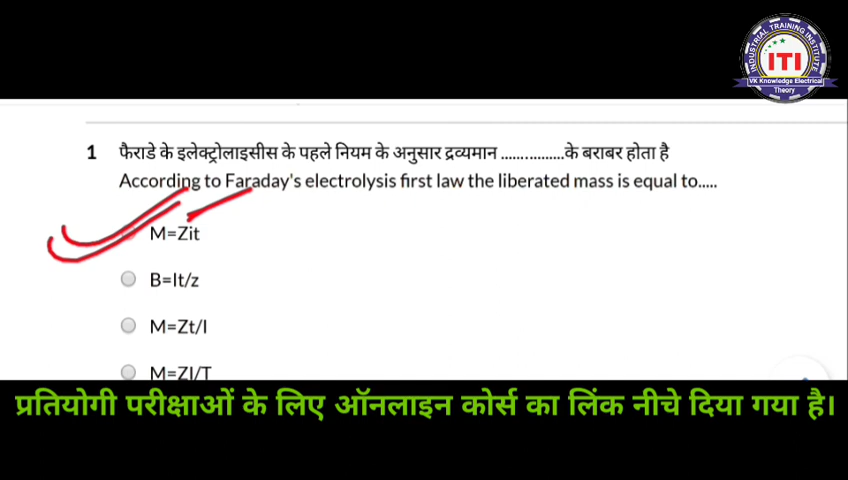 INDUSTRIAL TRAINING INSTITUTE
ITI
VK Knowledge Electrical
Theory
1 फैराडे के इलेक्ट्रोलाइसीस के पहले नियम के अनुसार द्रव्यमान ................के बराबर होता है
According to Faraday's electrolysis first law the liberated mass is equal to.....
M=Zit
B=It/z
M=Zt/I
M=ZI/T
प्रतियोगी परीक्षाओं के लिए ऑनलाइन कोर्स का लिंक नीचे दिया गया है।